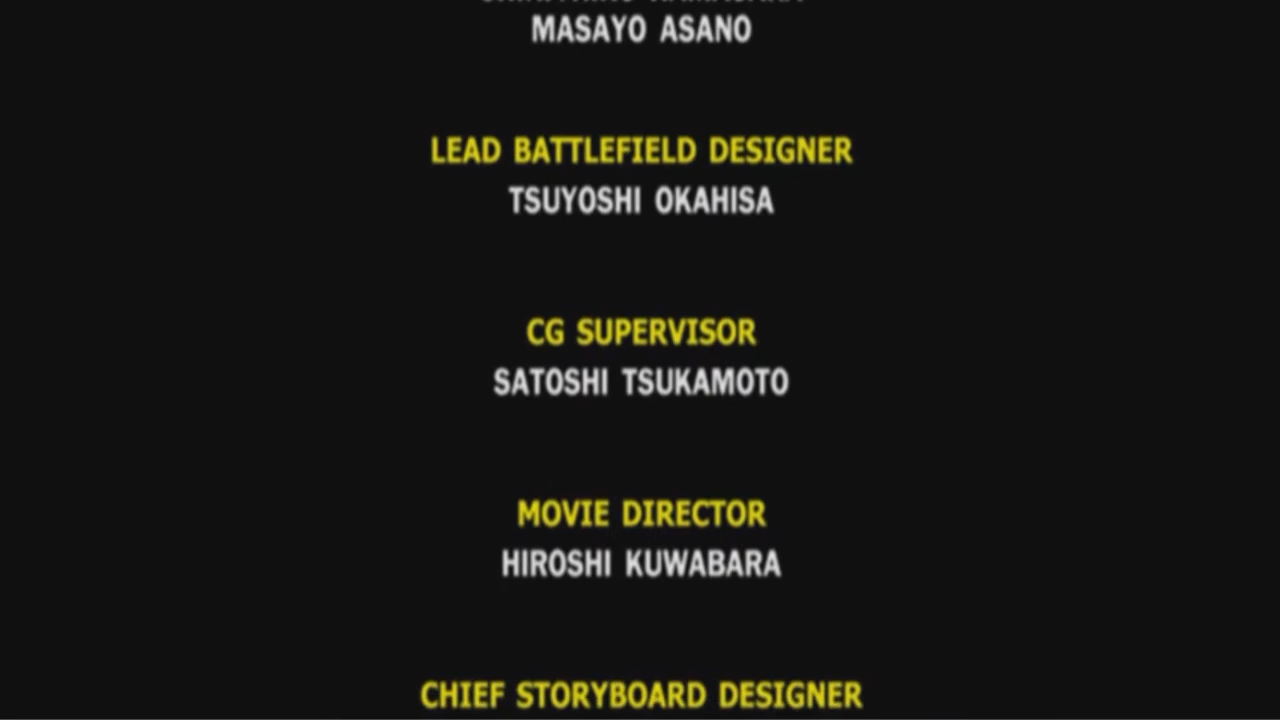 MASAYO ASANO
LEAD BATTLEFIELD DESIGNER
TSUYOSHI OKAHISA
CG SUPERVISOR
SATOSHI TSUKAMOTO
MOVIE DIRECTOR
HIROSHI KUWABARA
CHIEF STORYBOARD DESIGNER